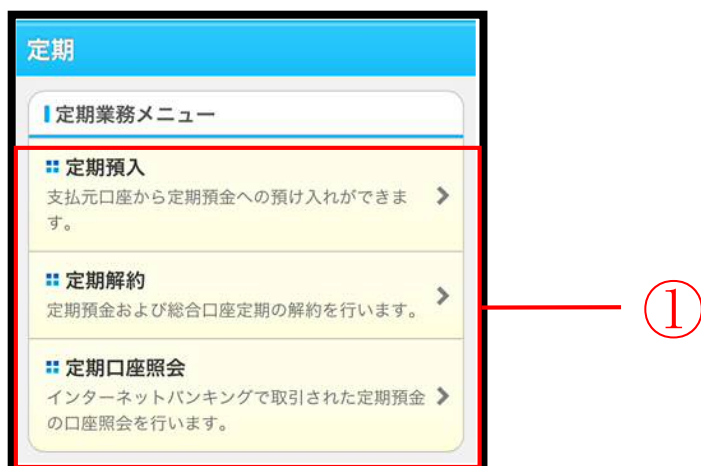 定期
定期業務メニュー
定期預入
支払元口座から定期預金への預け入れができま
す。
定期解約
定期預金および総合口座定期の解約を行います。
定期口座照会
インターネットバンキングで取引された定期預金
の口座照会を行います。
①